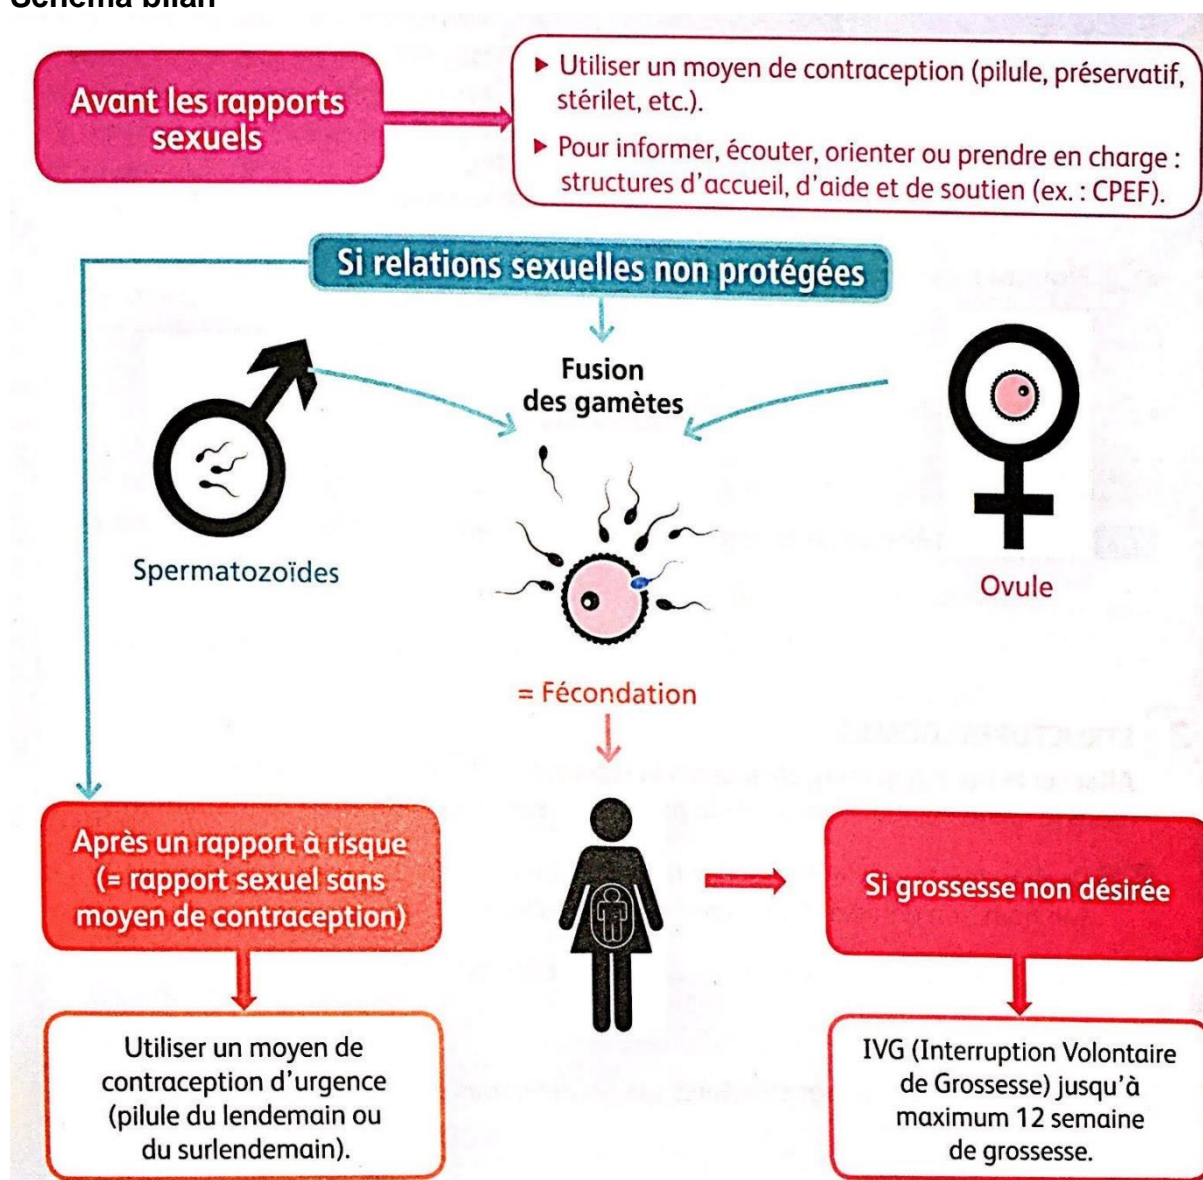 Schéma bilan
Avant les rapports
sexuels
▶ Utiliser un moyen de contraception (pilule, préservatif,
stérilet, etc.).
▶ Pour informer, écouter, orienter ou prendre en charge :
structures d'accueil, d'aide et de soutien (ex. : CPEF).
Si relations sexuelles non protégées
Fusion
des gamètes
Spermatozoïdes
Ovule
= Fécondation
Après un rapport à risque
(= rapport sexuel sans
moyen de contraception)
Si grossesse non désirée
Utiliser un moyen de
contraception d'urgence
(pilule du lendemain ou
du surlendemain).
IVG (Interruption Volontaire
de Grossesse) jusqu'à
maximum 12 semaine
de grossesse.